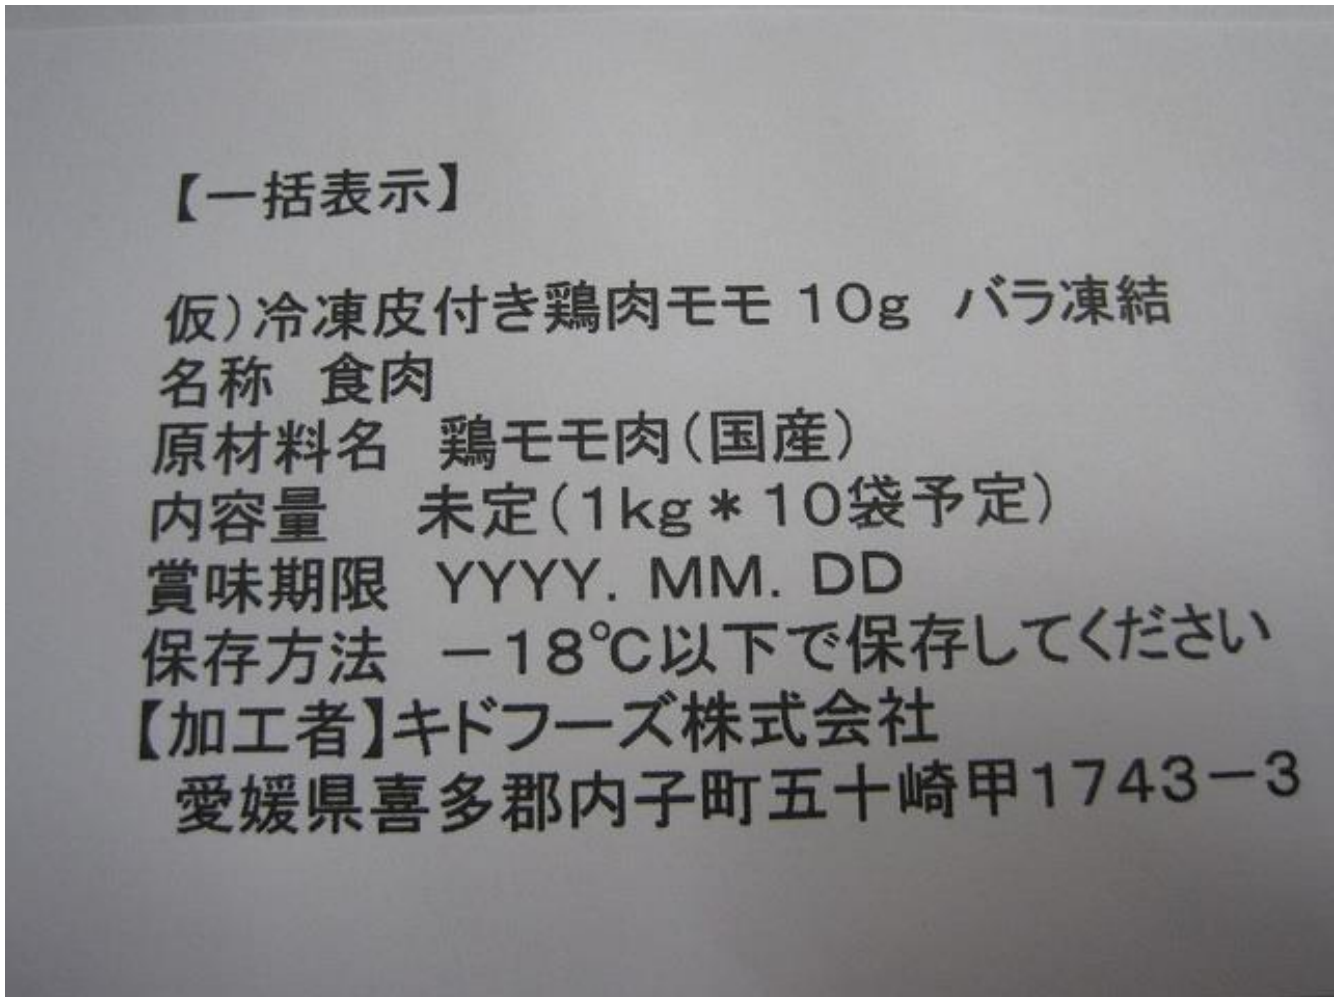 【一括表示】
仮)冷凍皮付き鶏肉モモ 10g　バラ凍結
名称　食肉
原材料名　鶏モモ肉(国産)
内容量　未定(1kg*10袋予定)
賞味期限　YYYY. MM. DD
保存方法　-18℃以下で保存してください
【加工者】キドフーズ株式会社
愛媛県喜多郡内子町五十崎甲1743-3